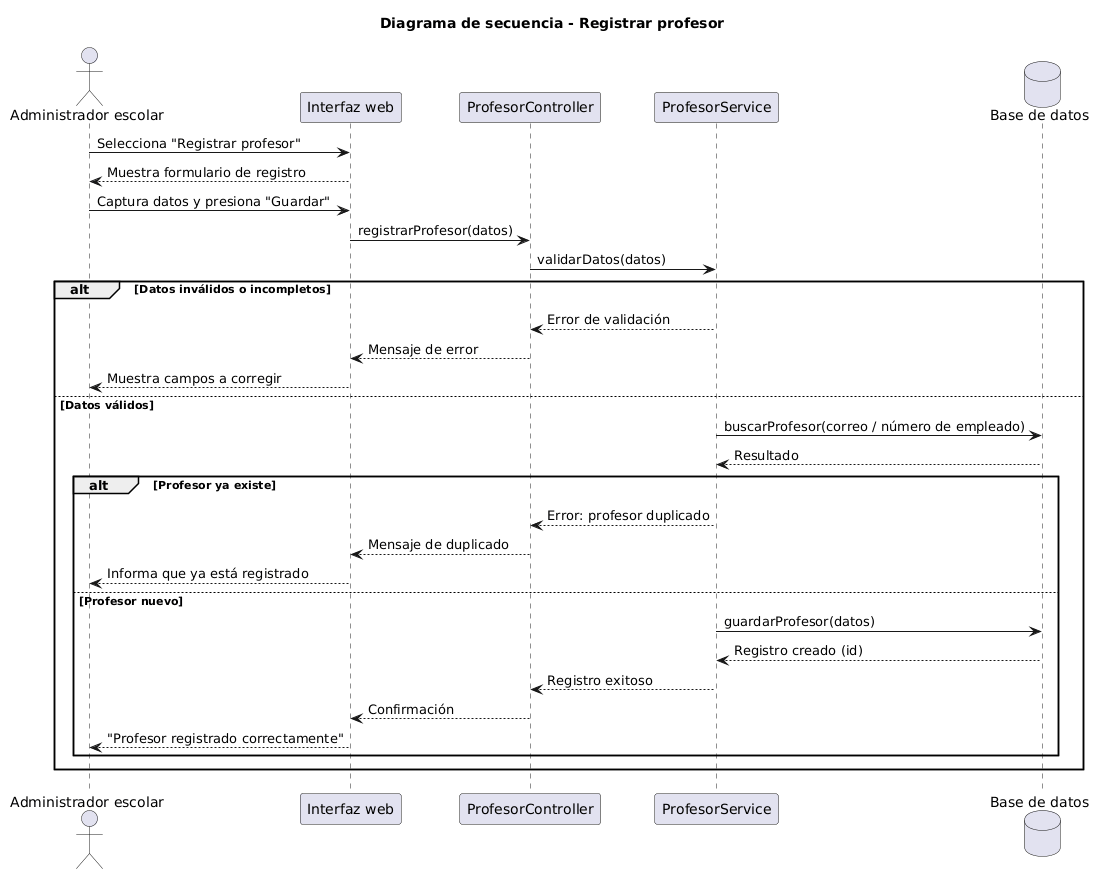 Diagrama de secuencia - Registrar profesor
Administrador escolar
Interfaz web
ProfesorController
ProfesorService
Base de datos
Selecciona "Registrar profesor"
Muestra formulario de registro
Captura datos y presiona "Guardar"
registrarProfesor(datos)
validarDatos(datos)
alt [Datos inválidos o incompletos]
Error de validación
Mensaje de error
Muestra campos a corregir
[Datos válidos]
buscarProfesor(correo / número de empleado)
Resultado
alt [Profesor ya existe]
Error: profesor duplicado
Mensaje de duplicado
Informa que ya está registrado
[Profesor nuevo]
guardarProfesor(datos)
Registro creado (id)
Registro exitoso
Confirmación
"Profesor registrado correctamente"
Administrador escolar
Interfaz web
ProfesorController
ProfesorService
Base de datos